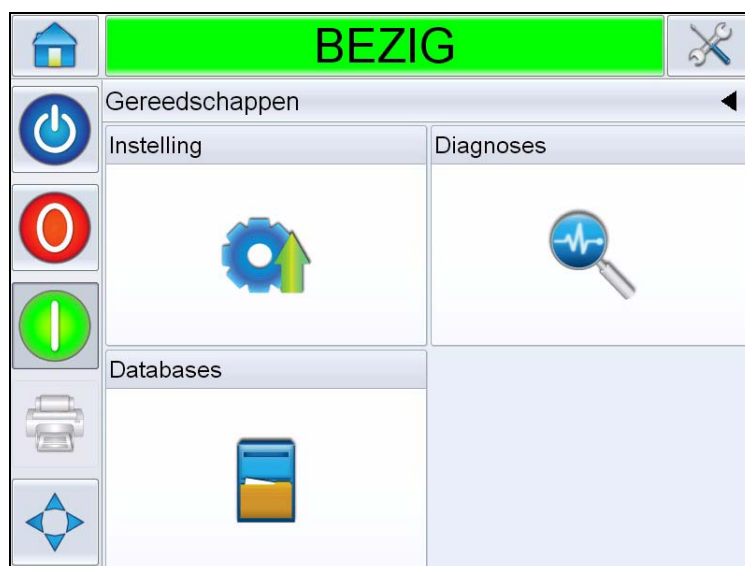 BEZIG
Gereedschappen
Instelling
Diagnoses
Databases